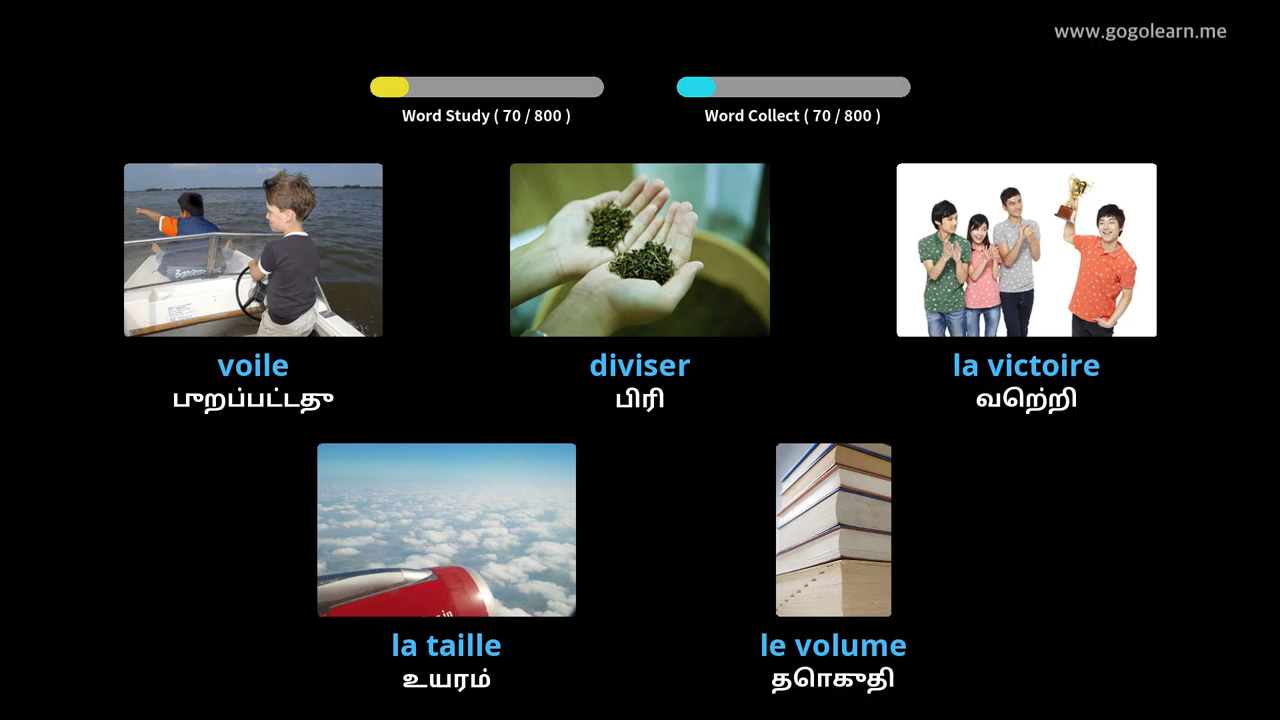 www.gogolearn.me
Word Study ( 70 / 800 )
Word Collect ( 70 / 800 )
voile
புறப்பட்டது
diviser
பிரி
la victoire
வெற்றி
la taille
உயரம்
le volume
தொகுதி